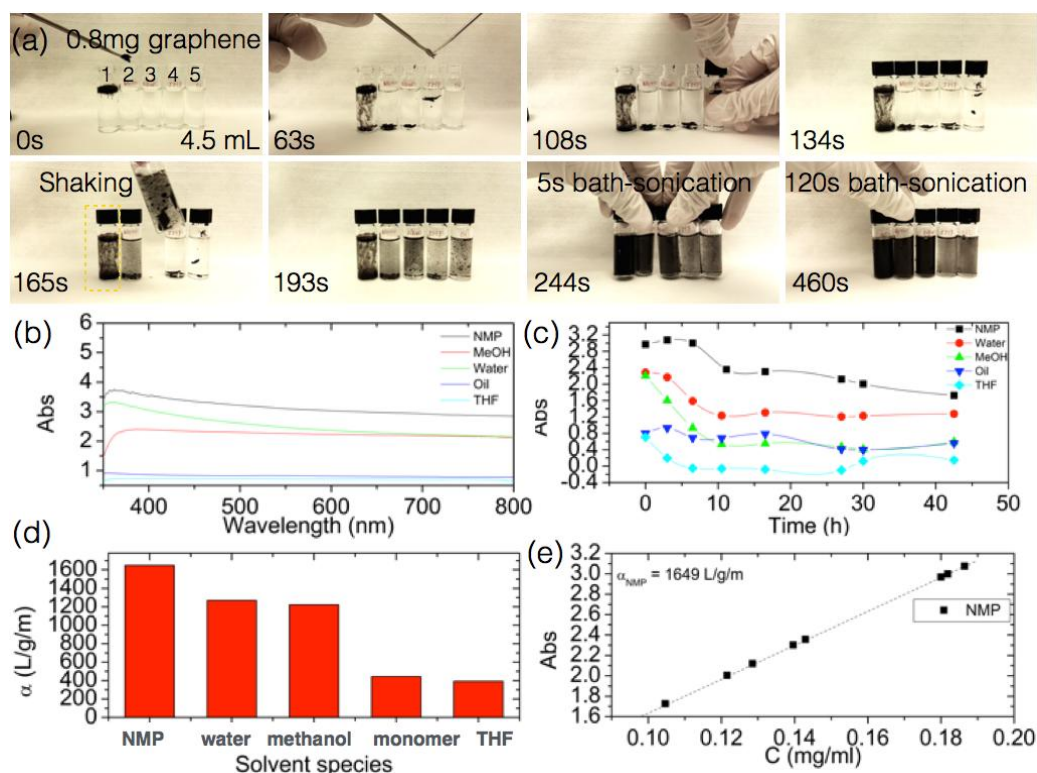 (a) 0.8mg graphene
1 2 3 4 5
0s 4.5 mL
63s
108s
134s
Shaking
165s
193s
5s bath-sonication
244s
120s bath-sonication
460s
(b)
6
5
4
3
2
1
Abs
400 500 600 700 800
Wavelength (nm)
NMP
MeOH
Water
Oil
THF
(c)
3.2
2.8
2.4
2.0
1.6
1.2
0.8
0.4
0.0
-0.4
Abs
0 10 20 30 40 50
Time (h)
NMP
Water
MeOH
Oil
THF
(d)
1600
1400
1200
1000
800
600
400
200
0
α (L/g/m)
NMP water methanol monomer THF
Solvent species
(e)
3.2
3.0
2.8
2.6
2.4
2.2
2.0
1.8
1.6
Abs
αNMP = 1649 L/g/m
NMP
0.10 0.12 0.14 0.16 0.18 0.20
C (mg/ml)